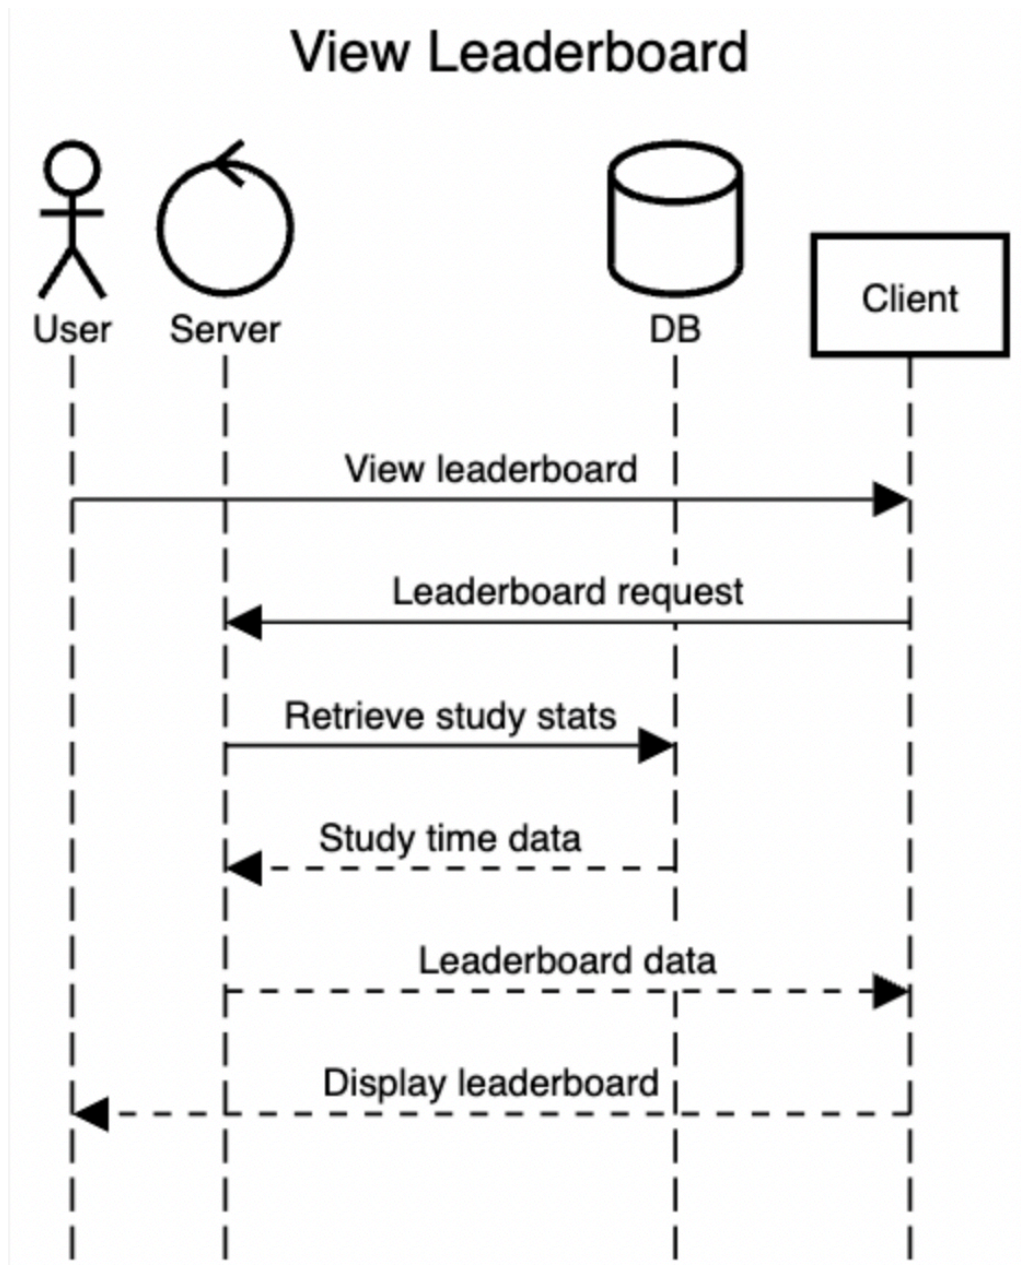 View Leaderboard
User
Server
DB
Client
View leaderboard
Leaderboard request
Retrieve study stats
Study time data
Leaderboard data
Display leaderboard